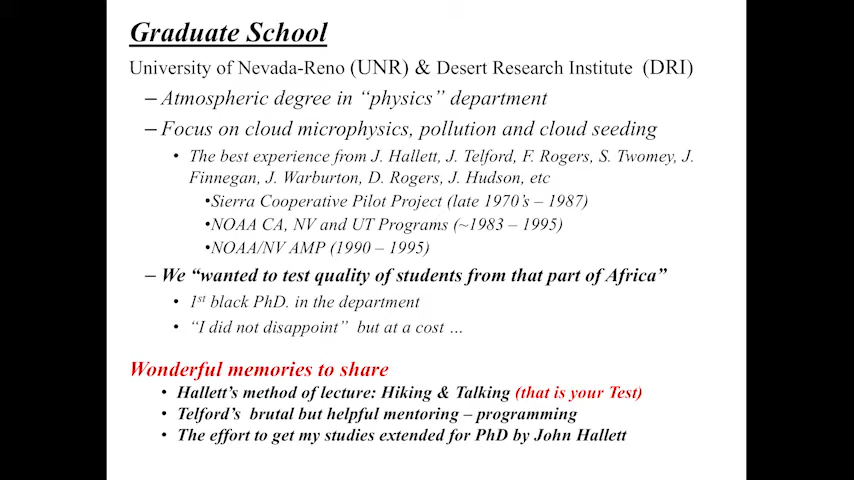 Graduate School
University of Nevada-Reno (UNR) & Desert Research Institute (DRI)
– Atmospheric degree in “physics” department
– Focus on cloud microphysics, pollution and cloud seeding
• The best experience from J. Hallett, J. Telford, F. Rogers, S. Twomey, J.
Finnegan, J. Warburton, D. Rogers, J. Hudson, etc
•Sierra Cooperative Pilot Project (late 1970’s – 1987)
•NOAA CA, NV and UT Programs (~1983 – 1995)
•NOAA/NV AMP (1990 – 1995)
– We “wanted to test quality of students from that part of Africa”
• 1st black PhD. in the department
• “I did not disappoint” but at a cost …
Wonderful memories to share
• Hallett’s method of lecture: Hiking & Talking (that is your Test)
• Telford’s brutal but helpful mentoring – programming
• The effort to get my studies extended for PhD by John Hallett